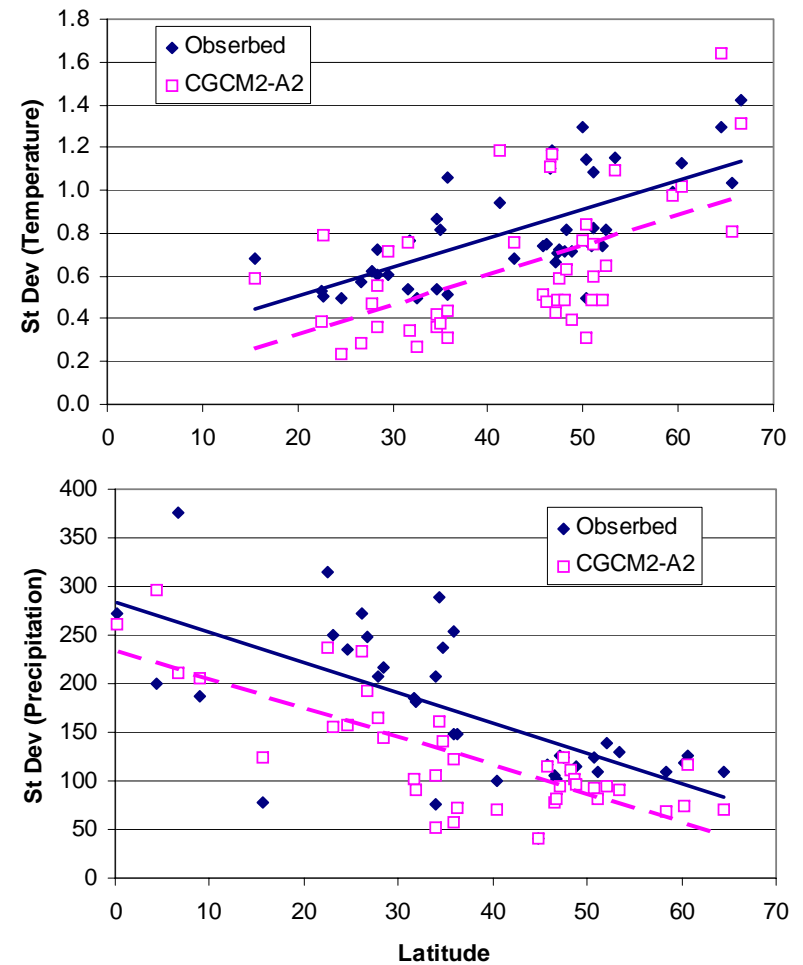 1.8
1.6
1.4
1.2
1.0
0.8
0.6
0.4
0.2
0.0
St Dev (Temperature)
Obserbed
CGCM2-A2
0 10 20 30 40 50 60 70
400
350
300
250
200
150
100
50
0
St Dev (Precipitation)
Obserbed
CGCM2-A2
0 10 20 30 40 50 60 70
Latitude